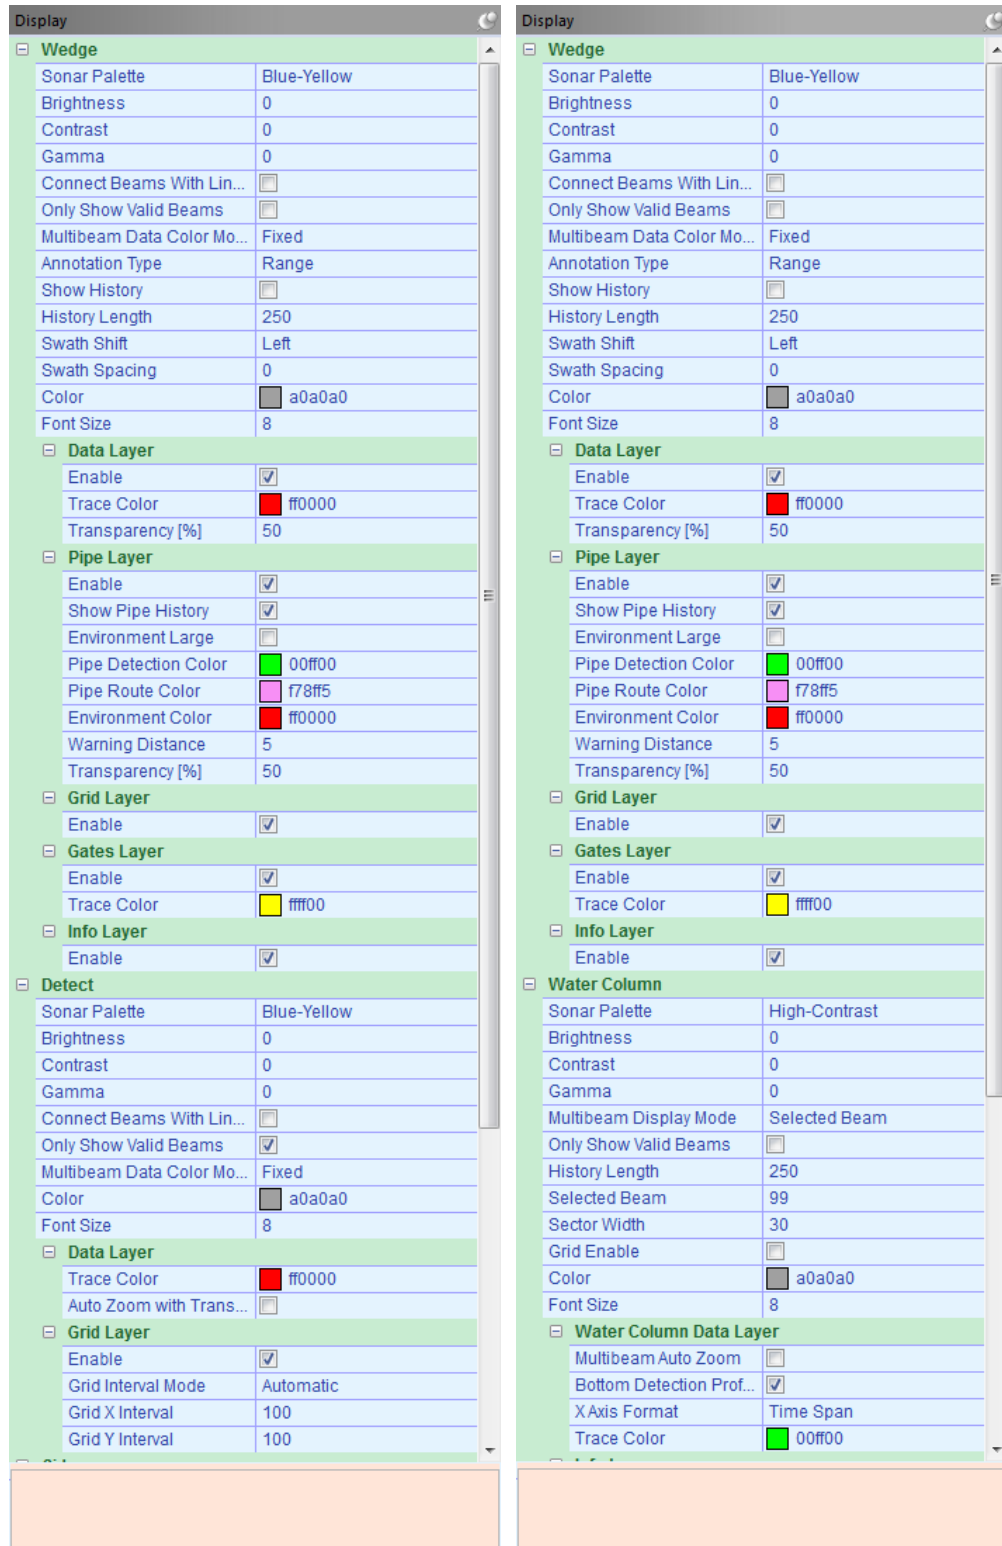 Display
Wedge
Sonar Palette Blue-Yellow
Brightness 0
Contrast 0
Gamma 0
Connect Beams With Lin...
Only Show Valid Beams
Multibeam Data Color Mo... Fixed
Annotation Type Range
Show History
History Length 250
Swath Shift Left
Swath Spacing 0
Color a0a0a0
Font Size 8
Data Layer
Enable
Trace Color ff0000
Transparency [%] 50
Pipe Layer
Enable
Show Pipe History
Environment Large
Pipe Detection Color 00ff00
Pipe Route Color f78ff5
Environment Color ff0000
Warning Distance 5
Transparency [%] 50
Grid Layer
Enable
Gates Layer
Enable
Trace Color ffff00
Info Layer
Enable
Detect
Sonar Palette Blue-Yellow
Brightness 0
Contrast 0
Gamma 0
Connect Beams With Lin...
Only Show Valid Beams
Multibeam Data Color Mo... Fixed
Color a0a0a0
Font Size 8
Data Layer
Trace Color ff0000
Auto Zoom with Trans...
Grid Layer
Enable
Grid Interval Mode Automatic
Grid X Interval 100
Grid Y Interval 100
Display
Wedge
Sonar Palette Blue-Yellow
Brightness 0
Contrast 0
Gamma 0
Connect Beams With Lin...
Only Show Valid Beams
Multibeam Data Color Mo... Fixed
Annotation Type Range
Show History
History Length 250
Swath Shift Left
Swath Spacing 0
Color a0a0a0
Font Size 8
Data Layer
Enable
Trace Color ff0000
Transparency [%] 50
Pipe Layer
Enable
Show Pipe History
Environment Large
Pipe Detection Color 00ff00
Pipe Route Color f78ff5
Environment Color ff0000
Warning Distance 5
Transparency [%] 50
Grid Layer
Enable
Gates Layer
Enable
Trace Color ffff00
Info Layer
Enable
Water Column
Sonar Palette High-Contrast
Brightness 0
Contrast 0
Gamma 0
Multibeam Display Mode Selected Beam
Only Show Valid Beams
History Length 250
Selected Beam 99
Sector Width 30
Grid Enable
Color a0a0a0
Font Size 8
Water Column Data Layer
Multibeam Auto Zoom
Bottom Detection Prof...
X Axis Format Time Span
Trace Color 00ff00